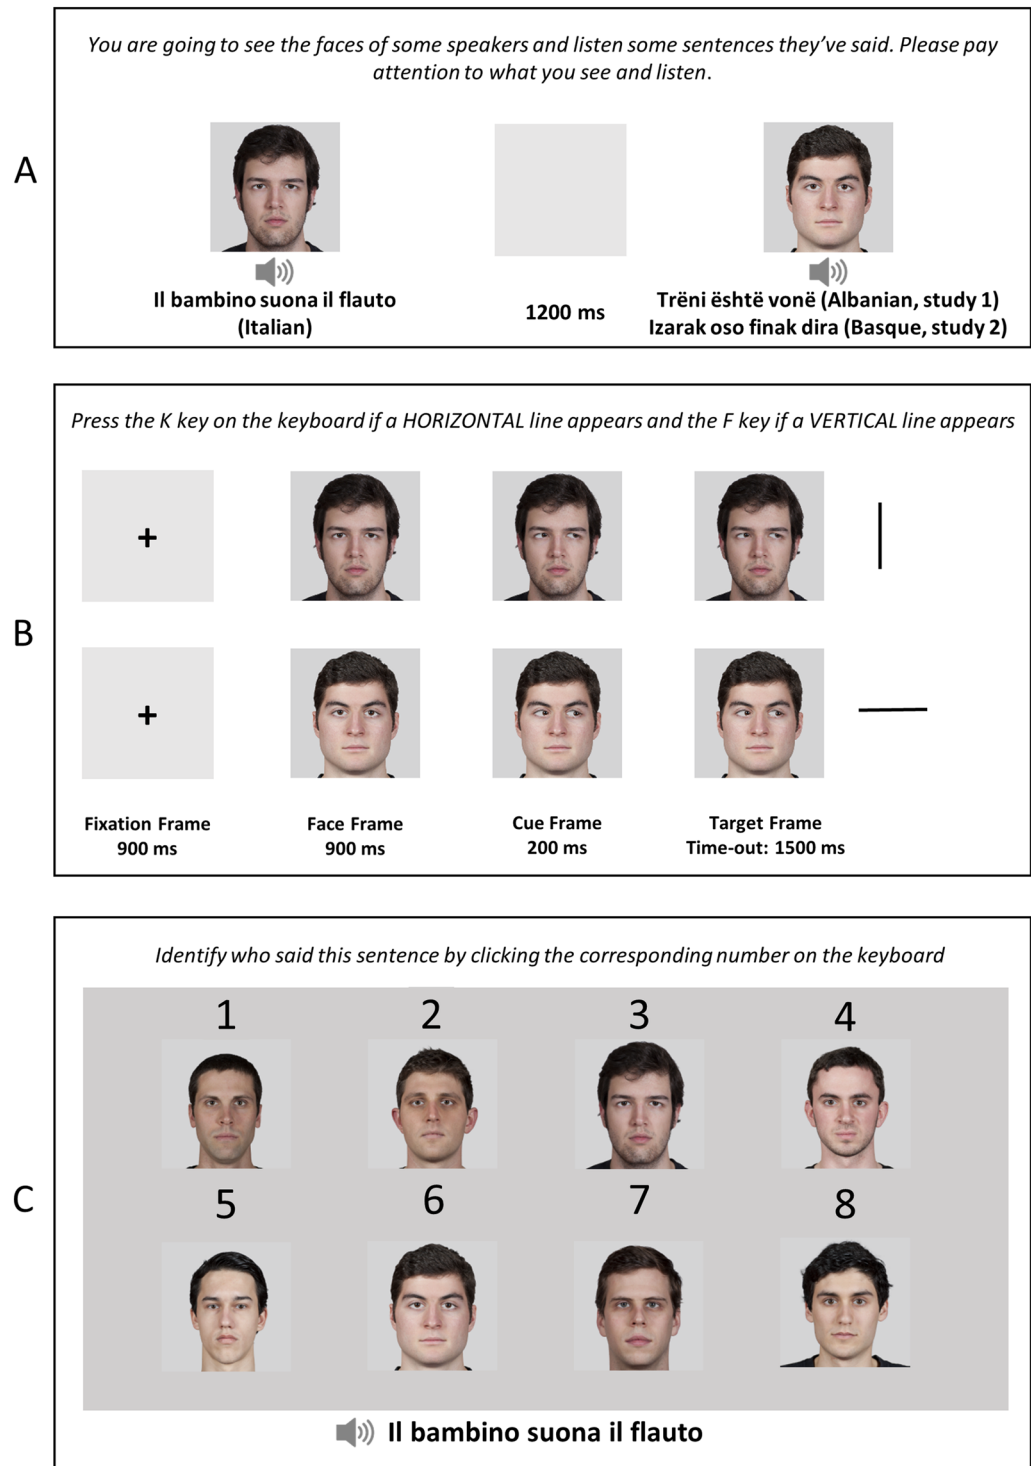 You are going to see the faces of some speakers and listen some sentences they've said. Please pay
attention to what you see and listen.
A
Il bambino suona il flauto
(Italian)
1200 ms
Trëni është vonë (Albanian, study 1)
Izarak oso finak dira (Basque, study 2)
Press the K key on the keyboard if a HORIZONTAL line appears and the F key if a VERTICAL line appears
+
B
+
Fixation Frame
900 ms
Face Frame
900 ms
Cue Frame
200 ms
Target Frame
Time-out: 1500 ms
Identify who said this sentence by clicking the corresponding number on the keyboard
1 2 3 4
C
5 6 7 8
Il bambino suona il flauto